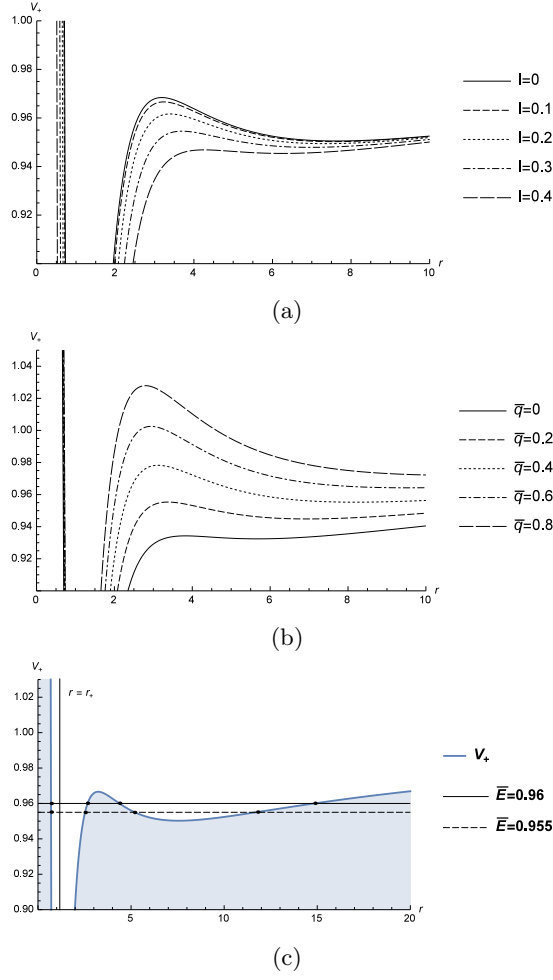 V₊
1.00
0.98
0.96
0.94
0.92
0 2 4 6 8 10
r
l=0
l=0.1
l=0.2
l=0.3
l=0.4
(a)
V₊
1.04
1.02
1.00
0.98
0.96
0.94
0.92
0 2 4 6 8 10
r
q̅=0
q̅=0.2
q̅=0.4
q̅=0.6
q̅=0.8
(b)
V₊
r = r₊
1.02
1.00
0.98
0.96
0.94
0.92
0.90
5 10 15 20
r
V₊
E̅=0.96
E̅=0.955
(c)